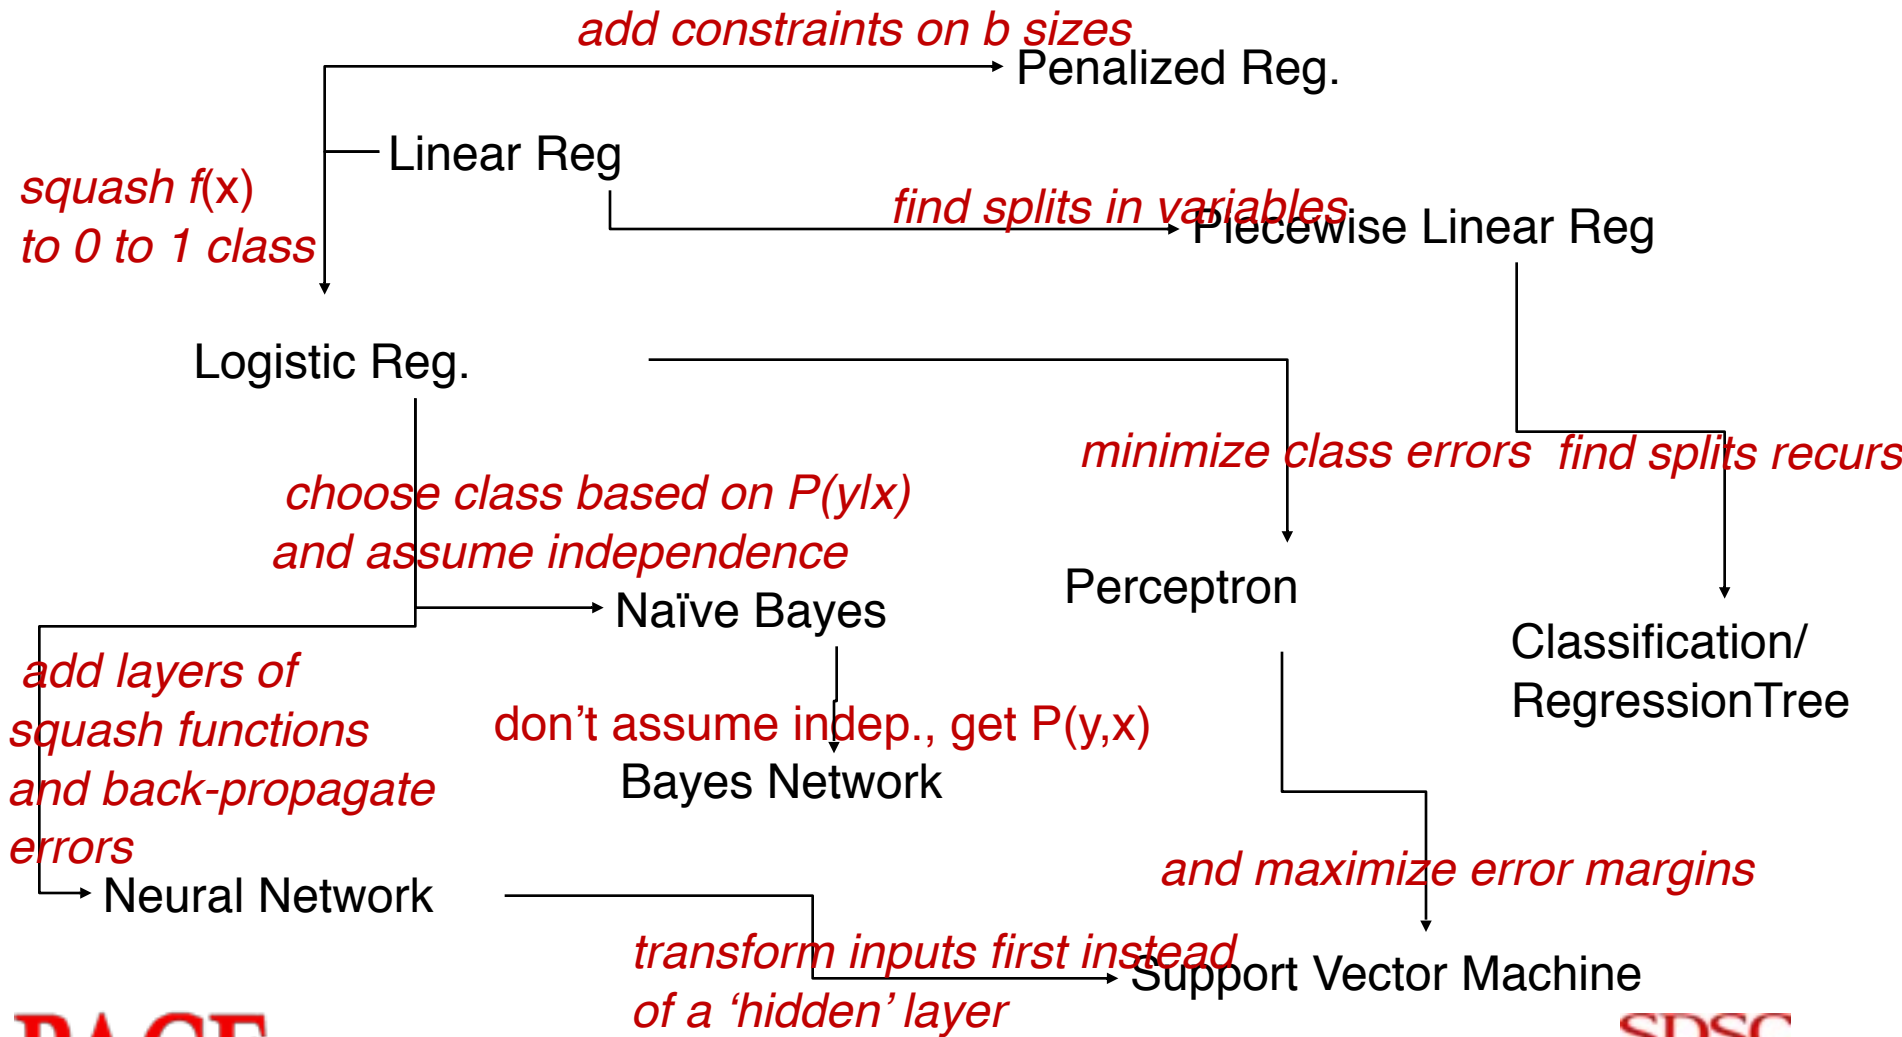 add constraints on b sizes
Penalized Reg.
Linear Reg
squash f(x)
to 0 to 1 class
find splits in variables
Piecewise Linear Reg
Logistic Reg.
minimize class errors
find splits recurs
choose class based on P(y|x)
and assume independence
Perceptron
Naïve Bayes
Classification/
RegressionTree
add layers of
squash functions
and back-propagate
errors
don’t assume indep., get P(y,x)
Bayes Network
and maximize error margins
Neural Network
transform inputs first instead
of a ‘hidden’ layer
Support Vector Machine
PACE
SDSC